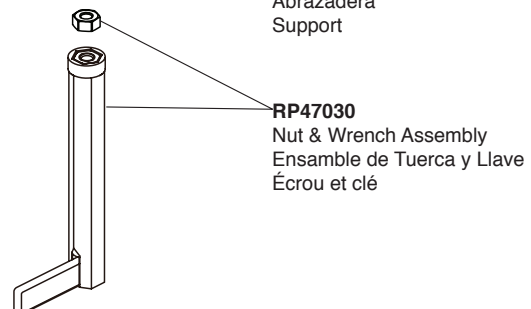 Abrazadera
Support
RP47030
Nut & Wrench Assembly
Ensamble de Tuerca y Llave
Écrou et clé